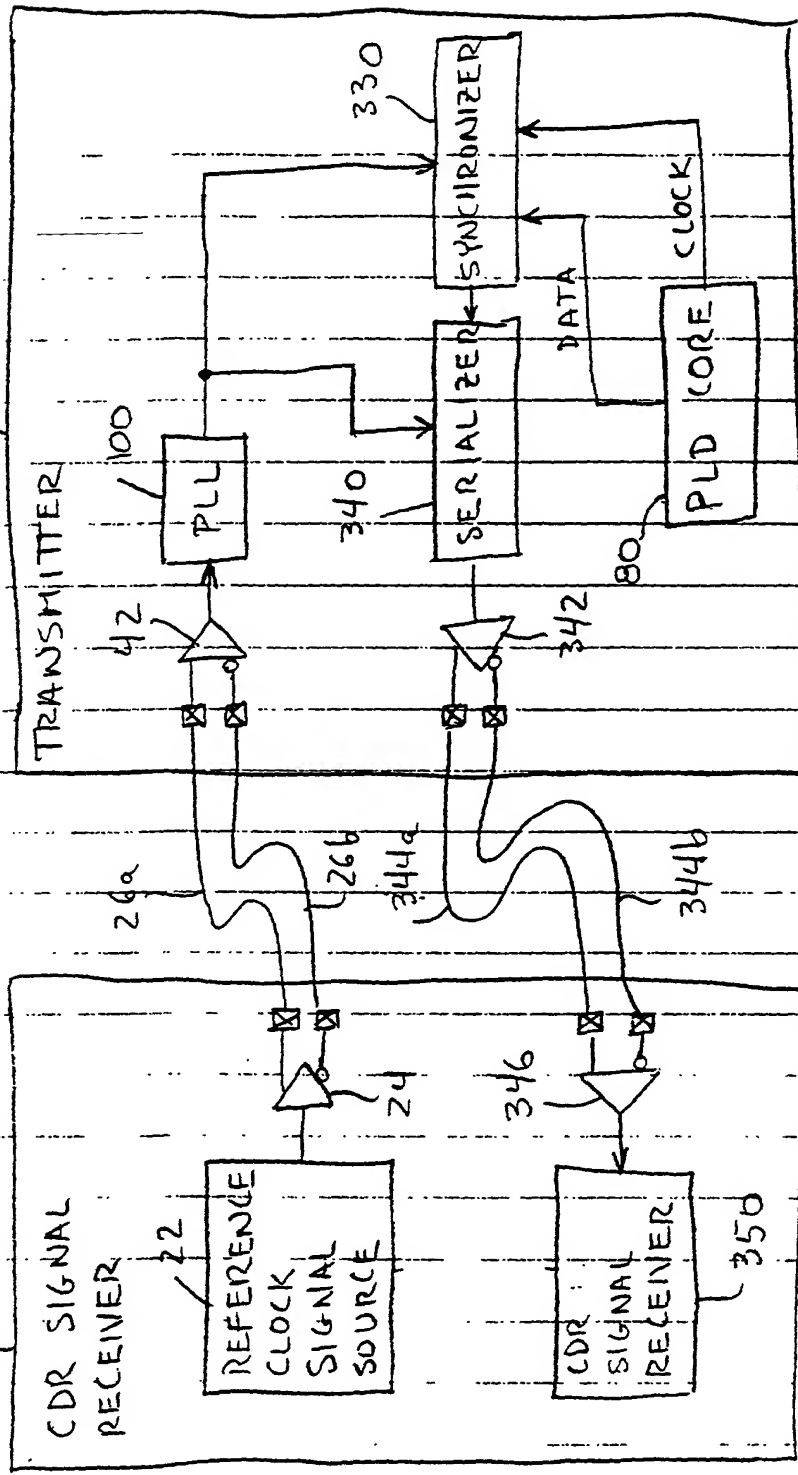 CDR SIGNAL
RECEIVER
22
REFERENCE
CLOCK
SIGNAL
SOURCE
24
26a
26b
CDR
SIGNAL
RECEIVER
350
346
344a
344b
TRANSMITTER
42
PLL
100
342
SERIALIZER
340
SYNCHRONIZER
330
DATA
CLOCK
PLD CORE
80